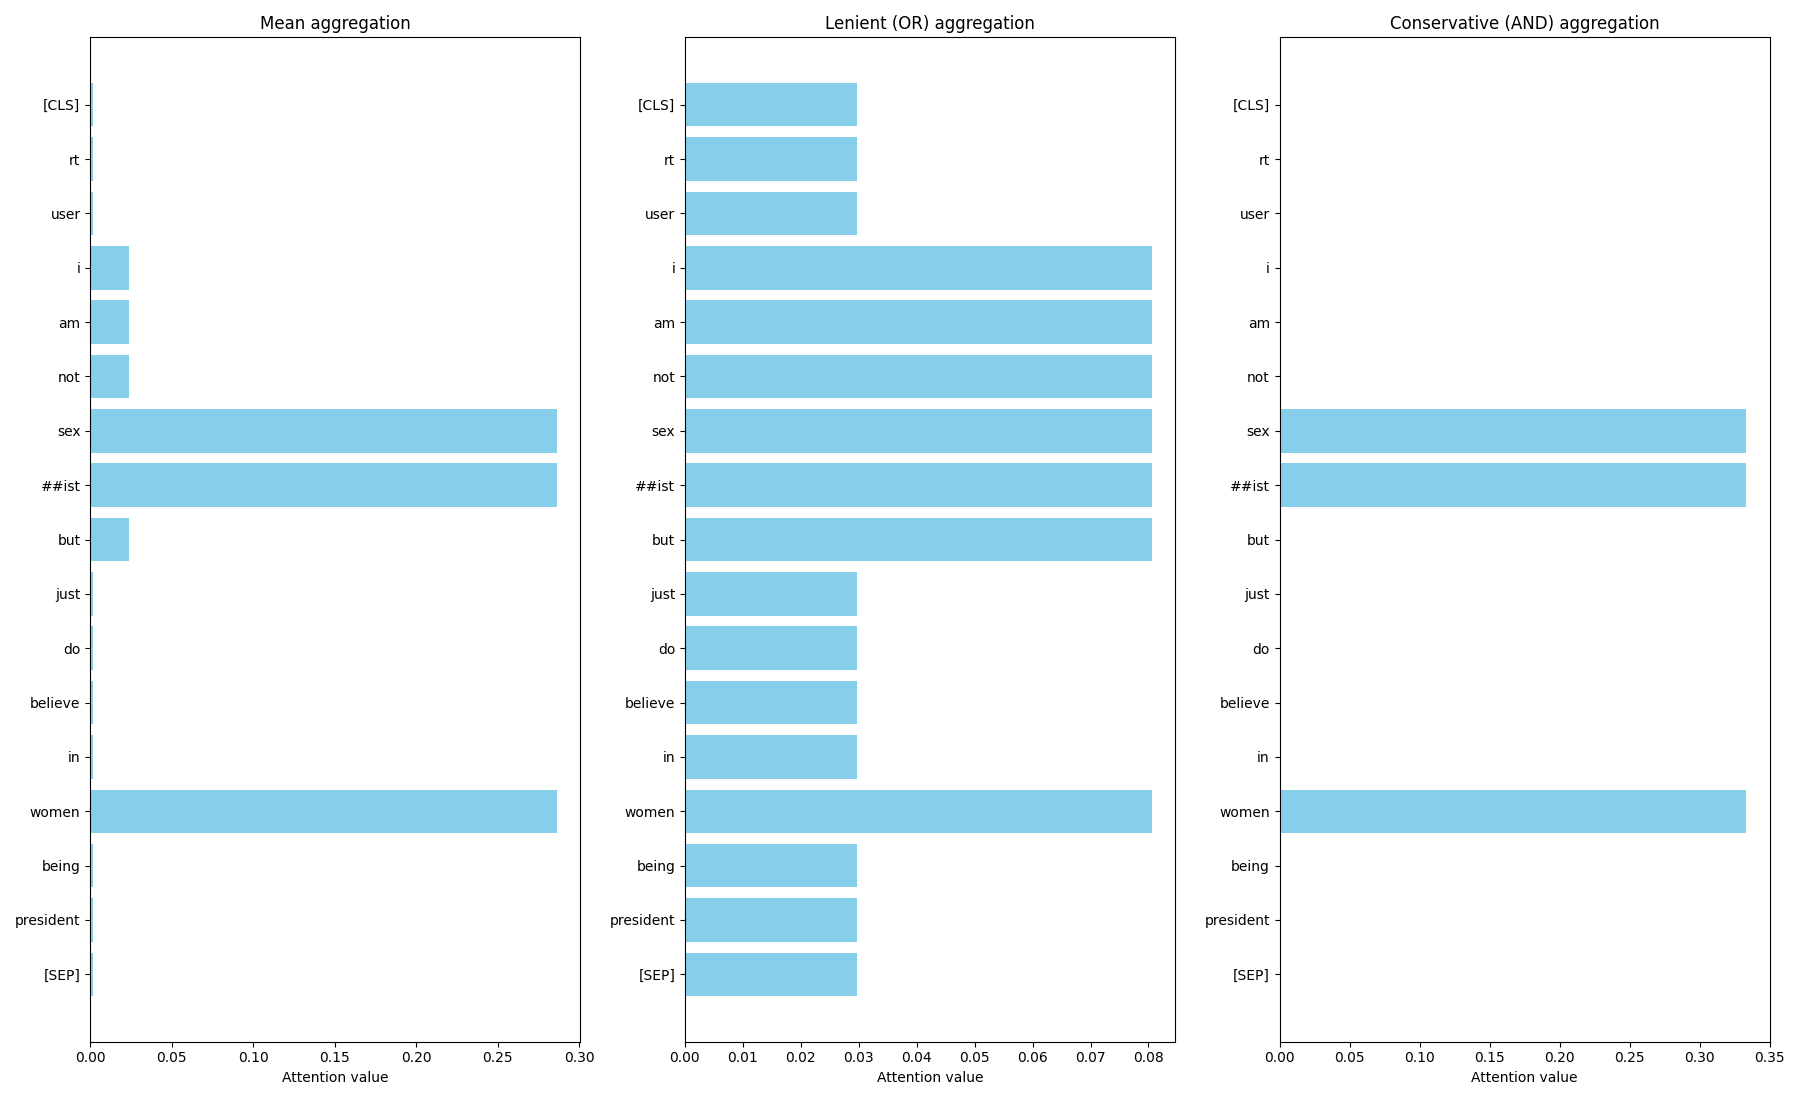 Mean aggregation
[CLS]
rt
user
i
am
not
sex
##ist
but
just
do
believe
in
women
being
president
[SEP]
0.00 0.05 0.10 0.15 0.20 0.25 0.30
Attention value
Lenient (OR) aggregation
[CLS]
rt
user
i
am
not
sex
##ist
but
just
do
believe
in
women
being
president
[SEP]
0.00 0.01 0.02 0.03 0.04 0.05 0.06 0.07 0.08
Attention value
Conservative (AND) aggregation
[CLS]
rt
user
i
am
not
sex
##ist
but
just
do
believe
in
women
being
president
[SEP]
0.00 0.05 0.10 0.15 0.20 0.25 0.30 0.35
Attention value